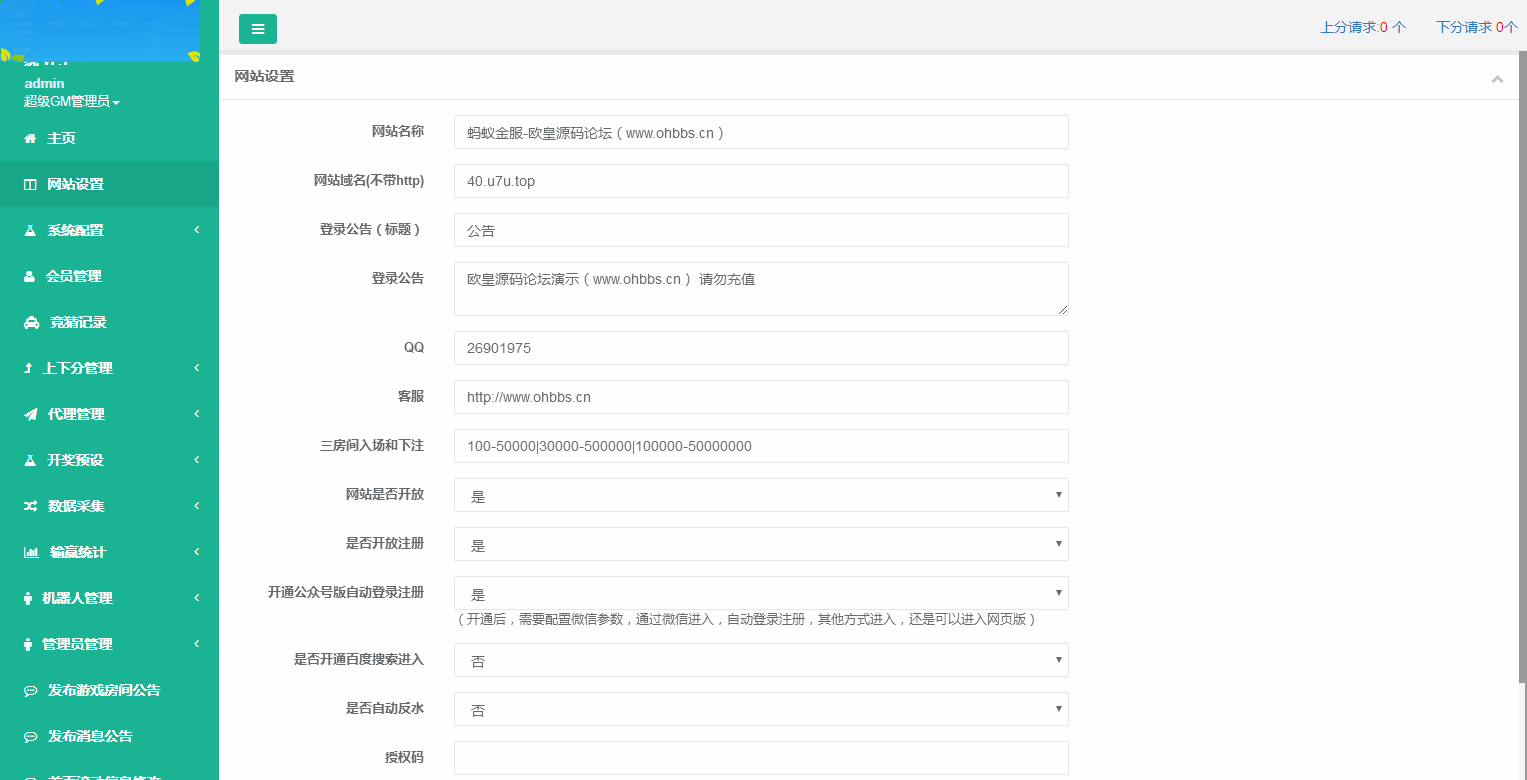 上分请求:0 个
下分请求 0个
admin
超级GM管理员
主页
网站设置
系统配置
会员管理
竞猜记录
上下分管理
代理管理
开奖预设
数据采集
输赢统计
机器人管理
管理员管理
发布游戏房间公告
发布消息公告
网站设置
网站名称
蚂蚁金服-欧皇源码论坛（www.ohbbs.cn）
网站域名(不带http)
40.u7u.top
登录公告（标题）
公告
登录公告
欧皇源码论坛演示（www.ohbbs.cn） 请勿充值
QQ
26901975
客服
http://www.ohbbs.cn
三房间入场和下注
100-50000|30000-500000|100000-50000000
网站是否开放
是
是否开放注册
是
开通公众号版自动登录注册
是
（开通后，需要配置微信参数，通过微信进入，自动登录注册，其他方式进入，还是可以进入网页版）
是否开通百度搜索进入
否
是否自动反水
否
授权码